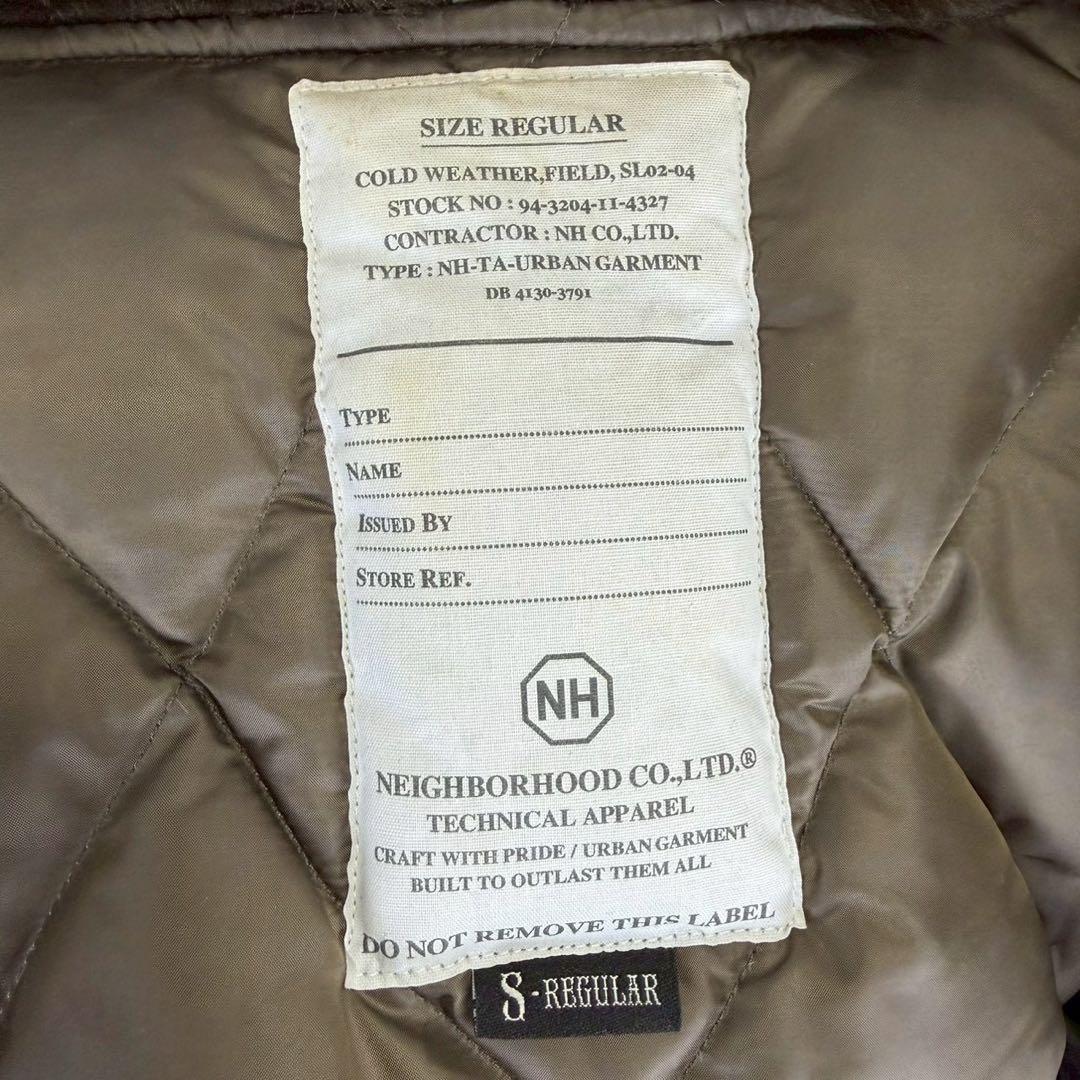 SIZE REGULAR
COLD WEATHER,FIELD, SL02-04
STOCK NO : 94-3204-11-4327
CONTRACTOR : NH CO.,LTD.
TYPE : NH-TA-URBAN GARMENT
DB 4130-3791
TYPE
NAME
ISSUED BY
STORE REF.
NH
NEIGHBORHOOD CO.,LTD.®
TECHNICAL APPAREL
CRAFT WITH PRIDE / URBAN GARMENT
BUILT TO OUTLAST THEM ALL
DO NOT REMOVE THIS LABEL
S-REGULAR